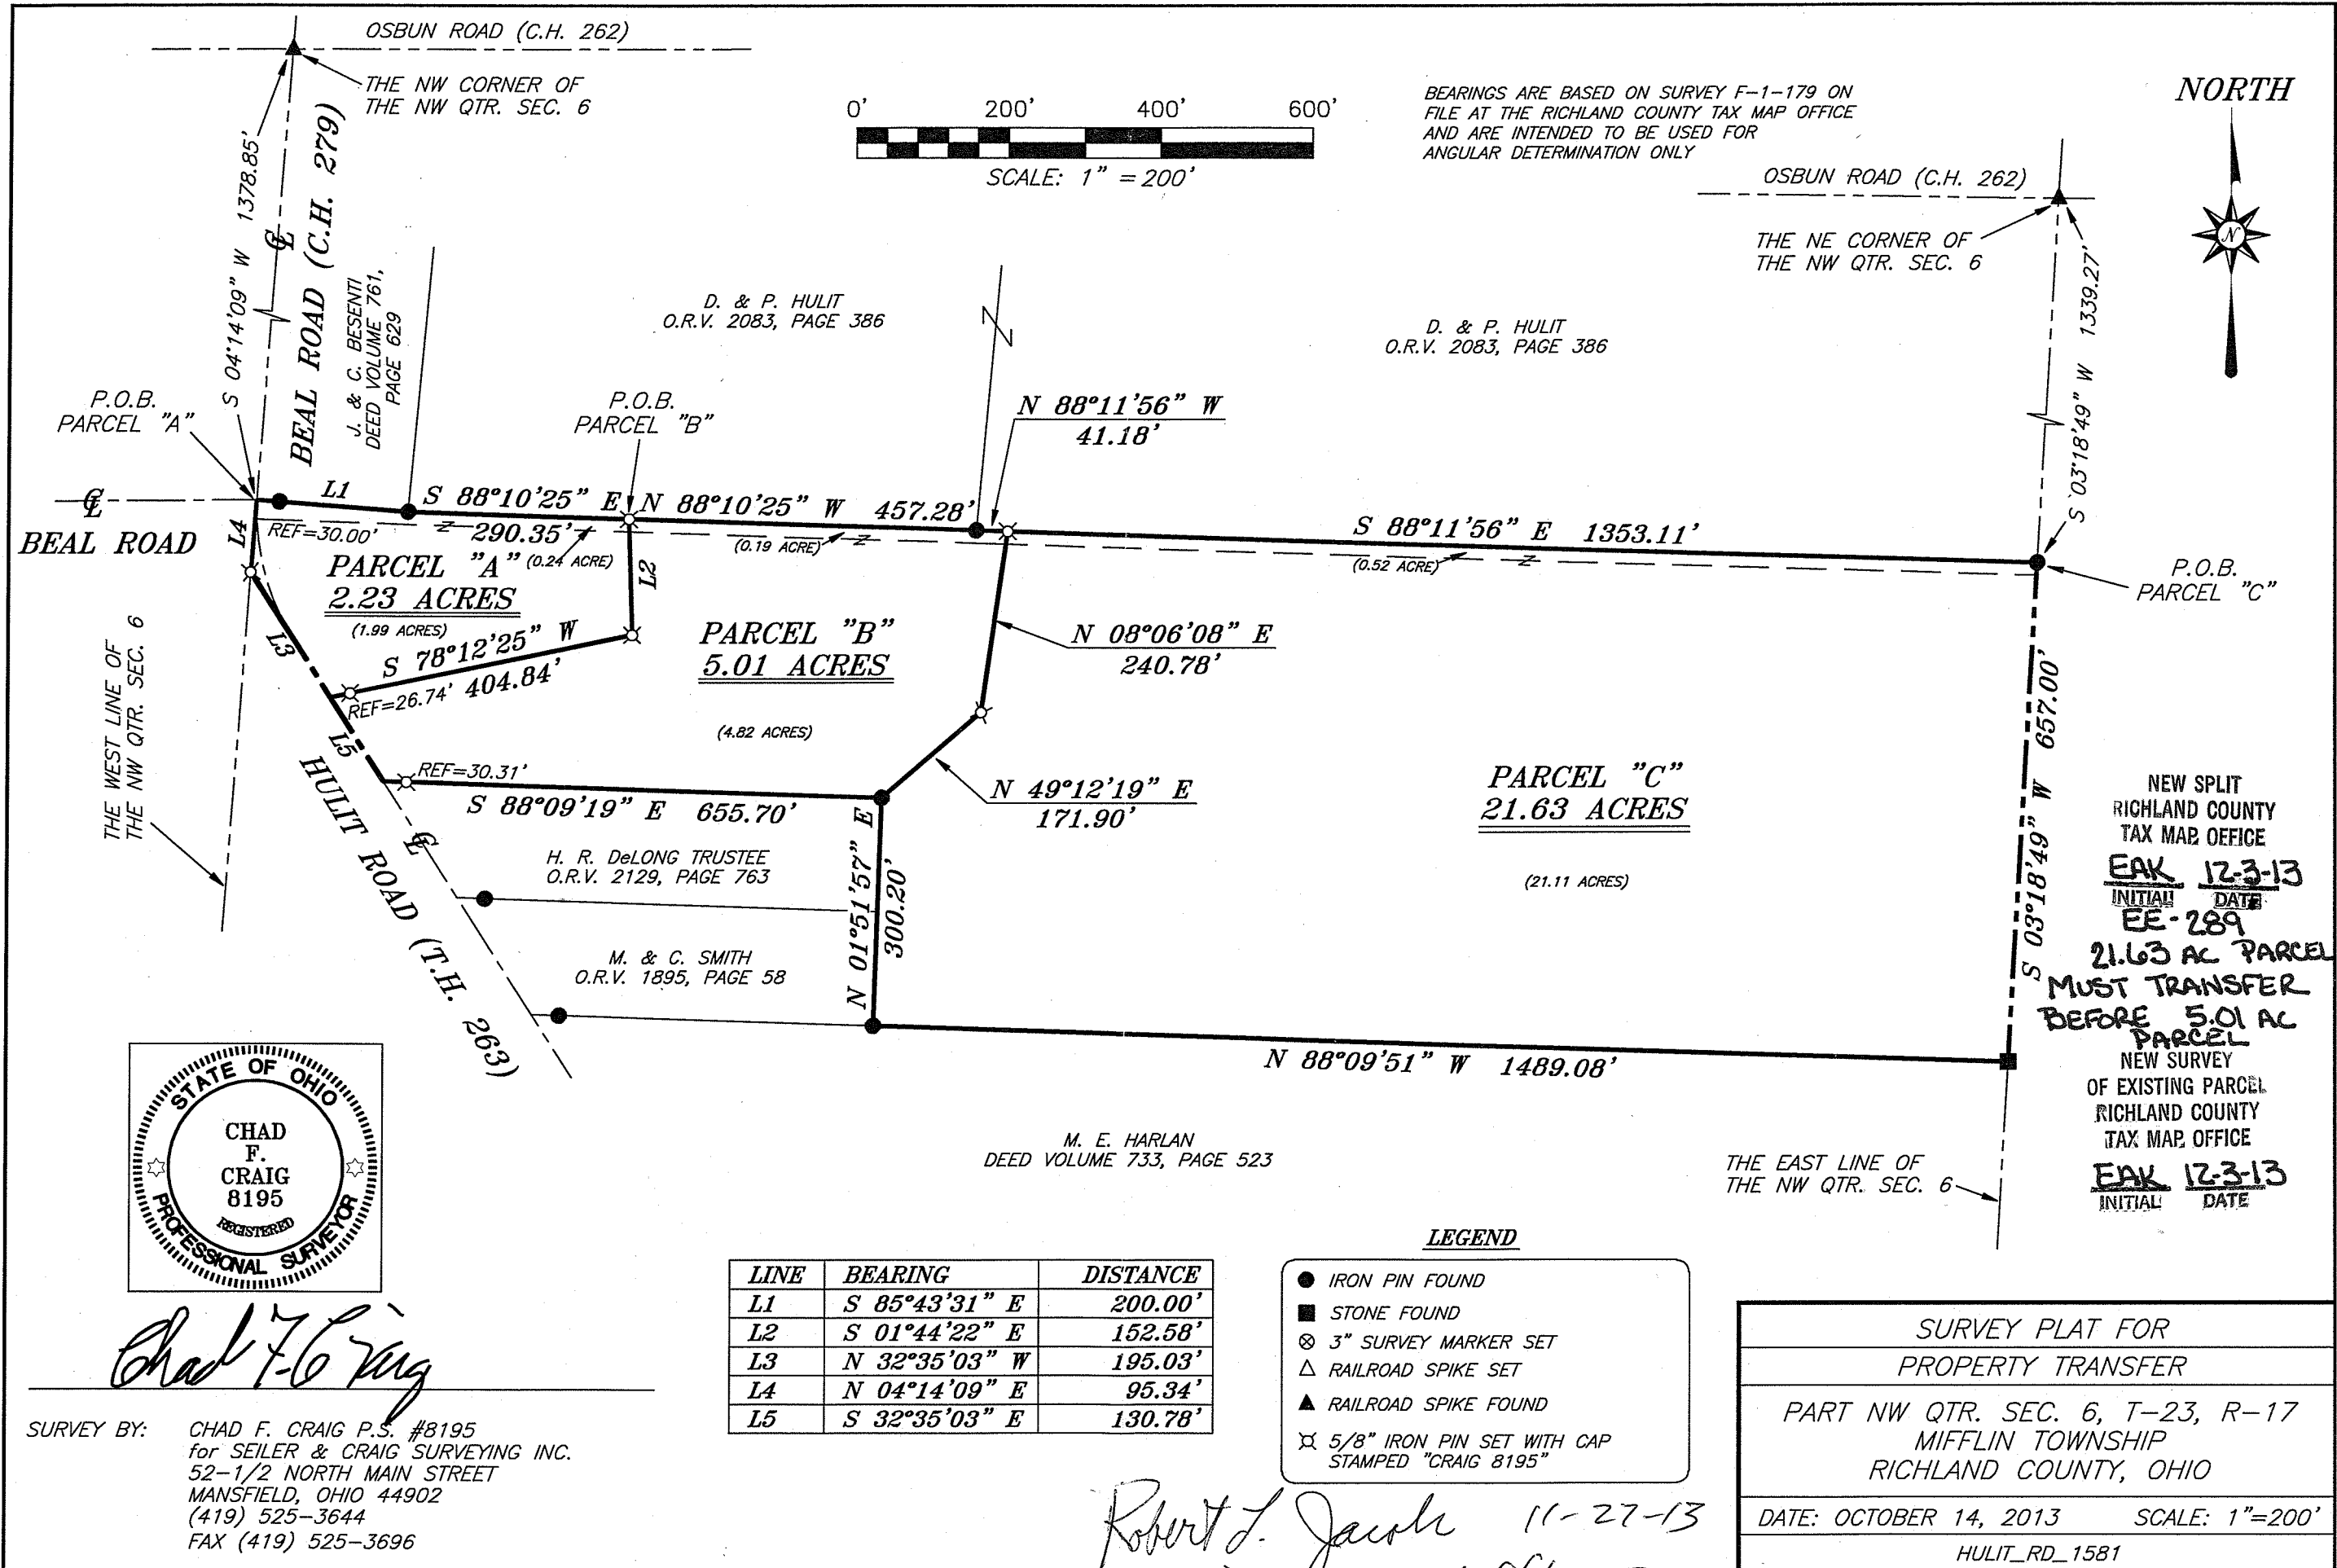 OSBUN ROAD (C.H. 262)
THE NW CORNER OF
THE NW QTR. SEC. 6
S 04°14'09" W 1378.85'
BEAL ROAD (C.H. 279)
J. & C. BESENTI
DEED VOLUME 761,
PAGE 629
0' 200' 400' 600'
SCALE: 1" = 200'
BEARINGS ARE BASED ON SURVEY F-1-179 ON
FILE AT THE RICHLAND COUNTY TAX MAP OFFICE
AND ARE INTENDED TO BE USED FOR
ANGULAR DETERMINATION ONLY
NORTH
N
OSBUN ROAD (C.H. 262)
THE NE CORNER OF
THE NW QTR. SEC. 6
S 03°18'49" W 1339.27'
D. & P. HULIT
O.R.V. 2083, PAGE 386
D. & P. HULIT
O.R.V. 2083, PAGE 386
P.O.B.
PARCEL "A"
P.O.B.
PARCEL "B"
N 88°11'56" W
41.18'
BEAL ROAD
L1
S 88°10'25" E
290.35'
N 88°10'25" W 457.28'
S 88°11'56" E 1353.11'
L4
REF=30.00'
PARCEL "A"
2.23 ACRES
(0.24 ACRE)
(1.99 ACRES)
(0.19 ACRE)
(0.52 ACRE)
P.O.B.
PARCEL "C"
L2
L3
S 78°12'25" W
404.84'
REF=26.74'
PARCEL "B"
5.01 ACRES
(4.82 ACRES)
N 08°06'08" E
240.78'
THE WEST LINE OF
THE NW QTR. SEC. 6
L5
REF=30.31'
S 88°09'19" E 655.70'
N 49°12'19" E
171.90'
PARCEL "C"
21.63 ACRES
(21.11 ACRES)
S 03°18'49" W 657.00'
HULIT ROAD (T.H. 263)
H. R. DeLONG TRUSTEE
O.R.V. 2129, PAGE 763
N 01°51'57" E
300.20'
M. & C. SMITH
O.R.V. 1895, PAGE 58
N 88°09'51" W 1489.08'
M. E. HARLAN
DEED VOLUME 733, PAGE 523
THE EAST LINE OF
THE NW QTR. SEC. 6
NEW SPLIT
RICHLAND COUNTY
TAX MAP OFFICE
EAK 12-3-13
INITIAL DATE
EE-289
21.63 AC PARCEL
MUST TRANSFER
BEFORE 5.01 AC
PARCEL
NEW SURVEY
OF EXISTING PARCEL
RICHLAND COUNTY
TAX MAP OFFICE
EAK 12-3-13
INITIAL DATE
STATE OF OHIO
CHAD
F.
CRAIG
8195
REGISTERED
PROFESSIONAL SURVEYOR
Chad F. Craig
SURVEY BY: CHAD F. CRAIG P.S. #8195
for SEILER & CRAIG SURVEYING INC.
52-1/2 NORTH MAIN STREET
MANSFIELD, OHIO 44902
(419) 525-3644
FAX (419) 525-3696
LINE BEARING DISTANCE
L1 S 85°43'31" E 200.00'
L2 S 01°44'22" E 152.58'
L3 N 32°35'03" W 195.03'
L4 N 04°14'09" E 95.34'
L5 S 32°35'03" E 130.78'
LEGEND
IRON PIN FOUND
STONE FOUND
3" SURVEY MARKER SET
RAILROAD SPIKE SET
RAILROAD SPIKE FOUND
5/8" IRON PIN SET WITH CAP
STAMPED "CRAIG 8195"
Robert L. Jacob 11-27-13
SURVEY PLAT FOR
PROPERTY TRANSFER
PART NW QTR. SEC. 6, T-23, R-17
MIFFLIN TOWNSHIP
RICHLAND COUNTY, OHIO
DATE: OCTOBER 14, 2013 SCALE: 1"=200'
HULIT_RD_1581